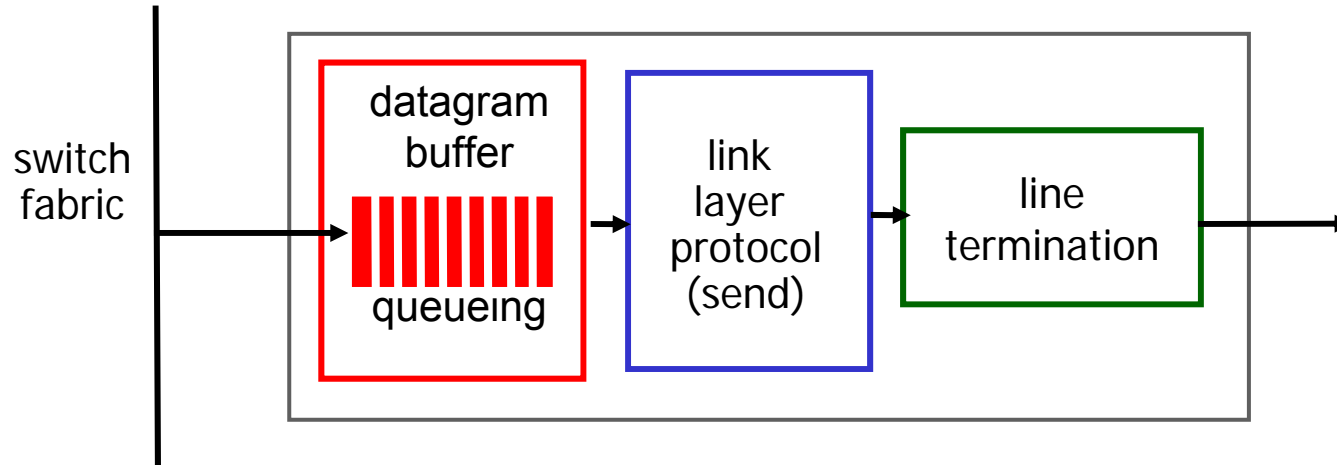 switch
fabric
datagram
buffer
queueing
link
layer
protocol
(send)
line
termination